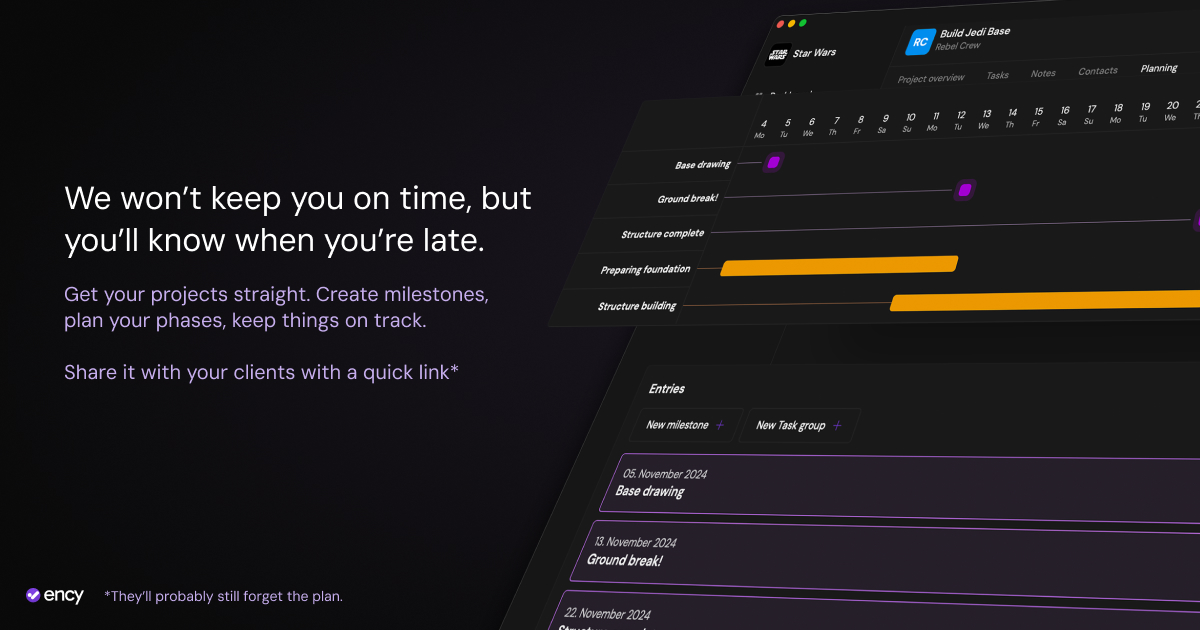 We won't keep you on time, but
you'll know when you're late.
Get your projects straight. Create milestones,
plan your phases, keep things on track.
Share it with your clients with a quick link*
ency
*They'll probably still forget the plan.
STAR WARS
Star Wars
RC
Build Jedi Base
Rebel Crew
Project overview Tasks Notes Contacts Planning
4 5 6 7 8 9 10 11 12 13 14 15 16 17 18 19 20
Mo Tu We Th Fr Sa Su Mo Tu We Th Fr Sa Su Mo Tu We
Base drawing
Ground break!
Structure complete
Preparing foundation
Structure building
Entries
New milestone +
New Task group +
05. November 2024
Base drawing
13. November 2024
Ground break!
22. November 2024